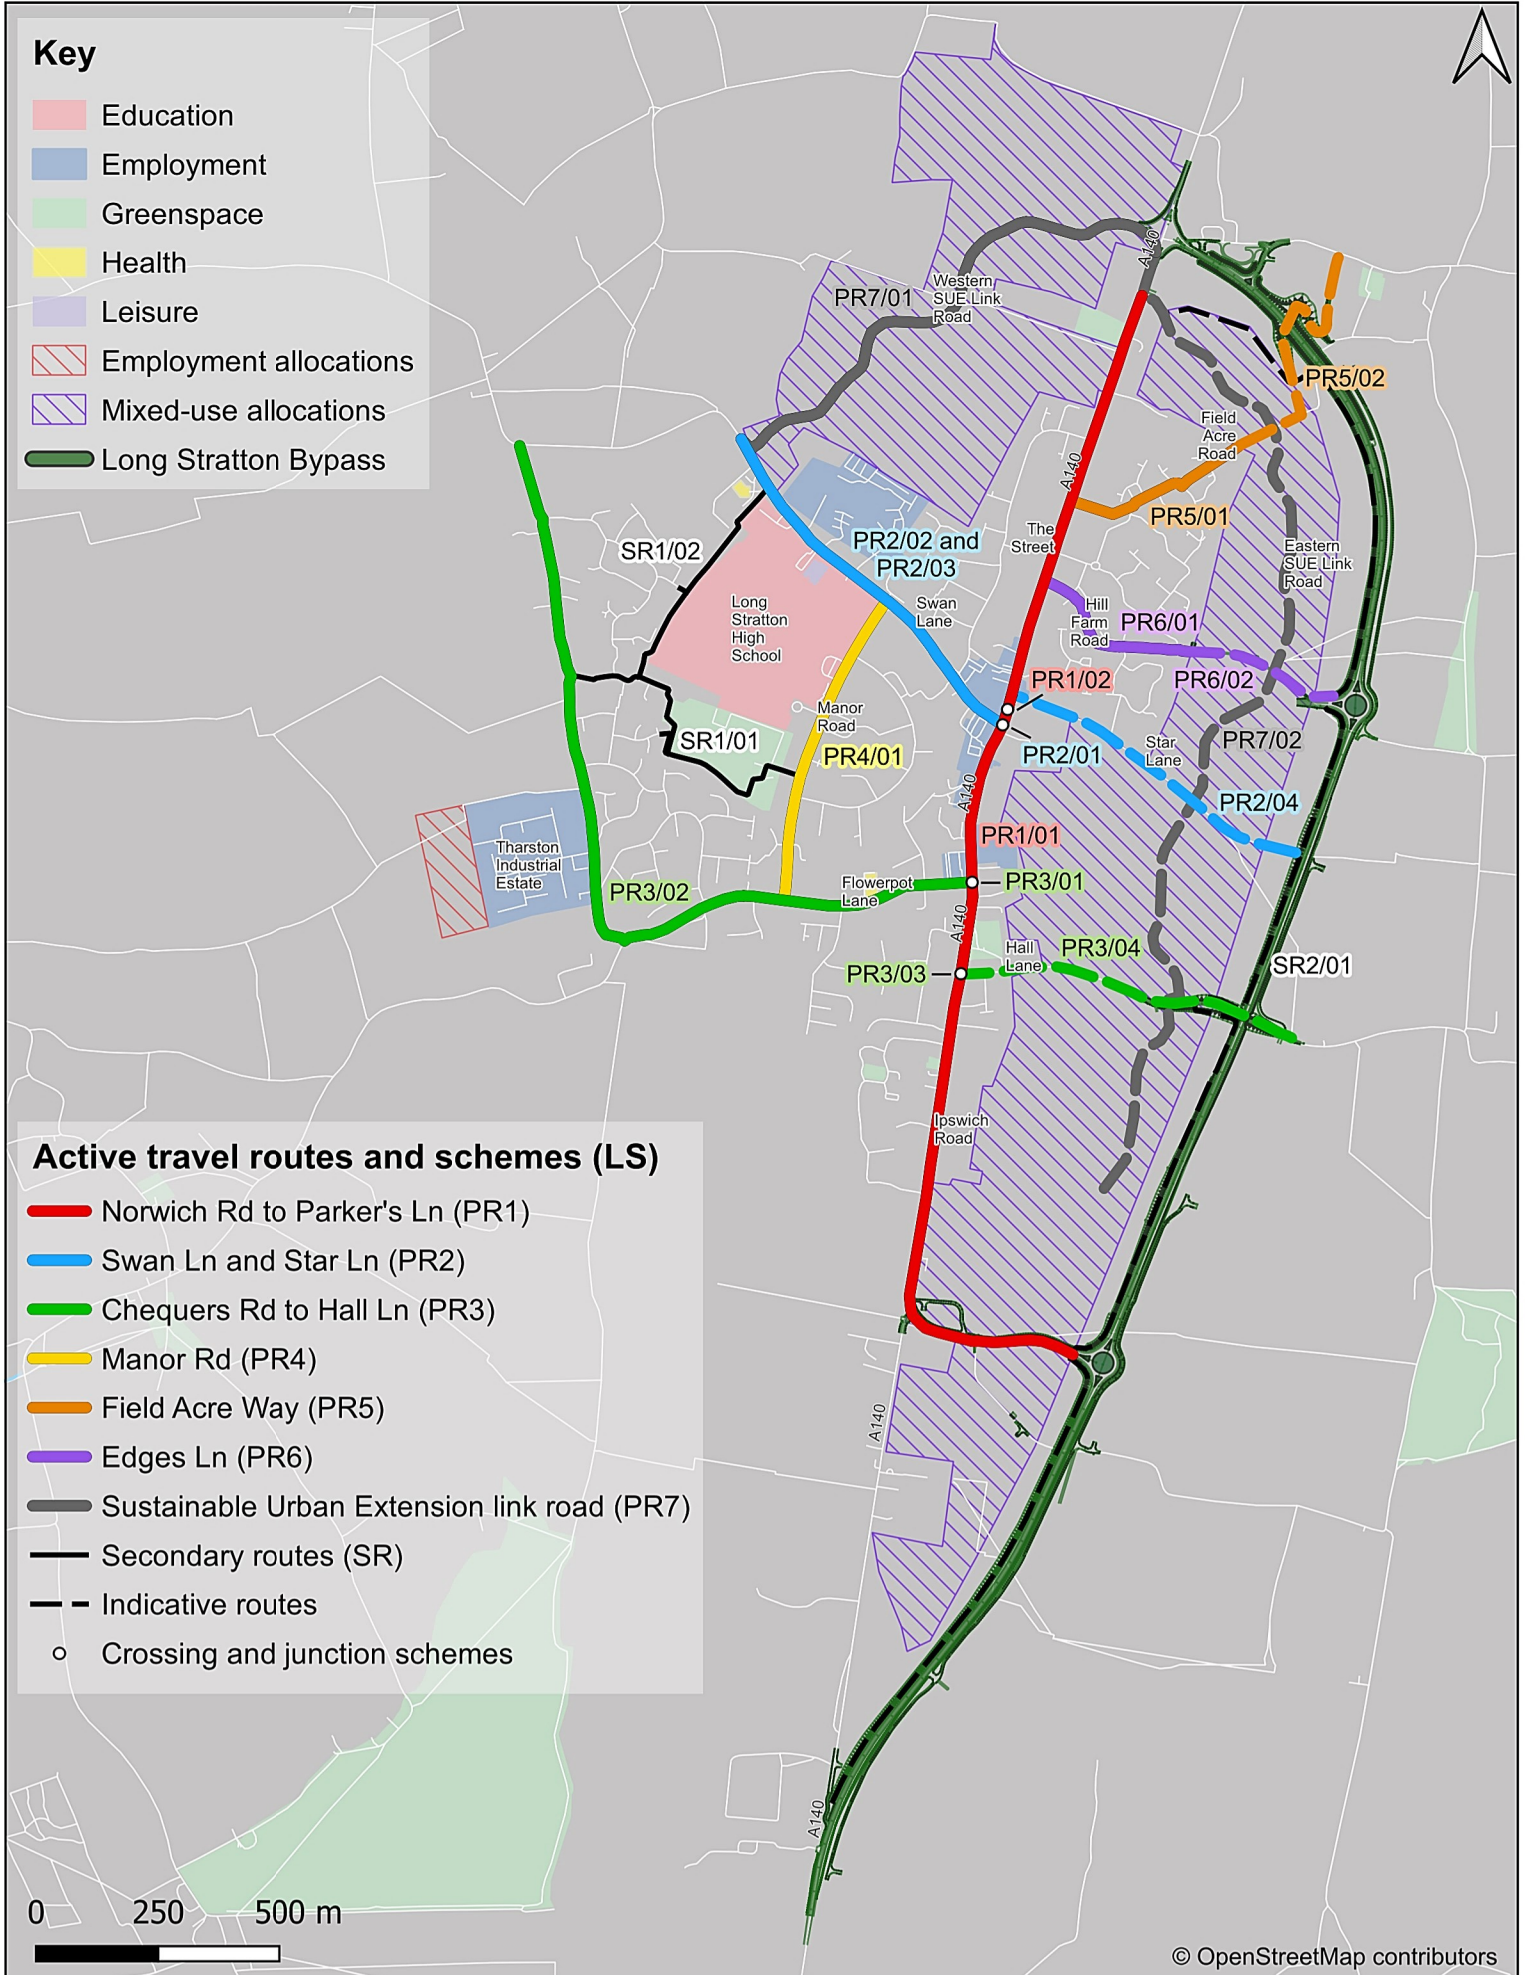 Key
Education
Employment
Greenspace
Health
Leisure
Employment allocations
Mixed-use allocations
Long Stratton Bypass
A140
PR7/01
Western
SUE Link
Road
PR5/02
Field
Acre
Road
A140
PR5/01
The
Street
SR1/02
PR2/02 and
PR2/03
Eastern
SUE Link
Road
Long
Stratton
High
School
Swan
Lane
Hill
Farm
Road
PR6/01
PR1/02
PR6/02
Manor
Road
SR1/01
PR4/01
PR2/01
Star
Lane
PR7/02
A140
PR2/04
PR1/01
Tharston
Industrial
Estate
PR3/02
Flowerpot
Lane
PR3/01
A140
Hall
Lane
PR3/04
PR3/03
SR2/01
Ipswich
Road
Active travel routes and schemes (LS)
Norwich Rd to Parker's Ln (PR1)
Swan Ln and Star Ln (PR2)
Chequers Rd to Hall Ln (PR3)
Manor Rd (PR4)
Field Acre Way (PR5)
Edges Ln (PR6)
Sustainable Urban Extension link road (PR7)
Secondary routes (SR)
Indicative routes
Crossing and junction schemes
A140
A140
0 250 500 m
© OpenStreetMap contributors